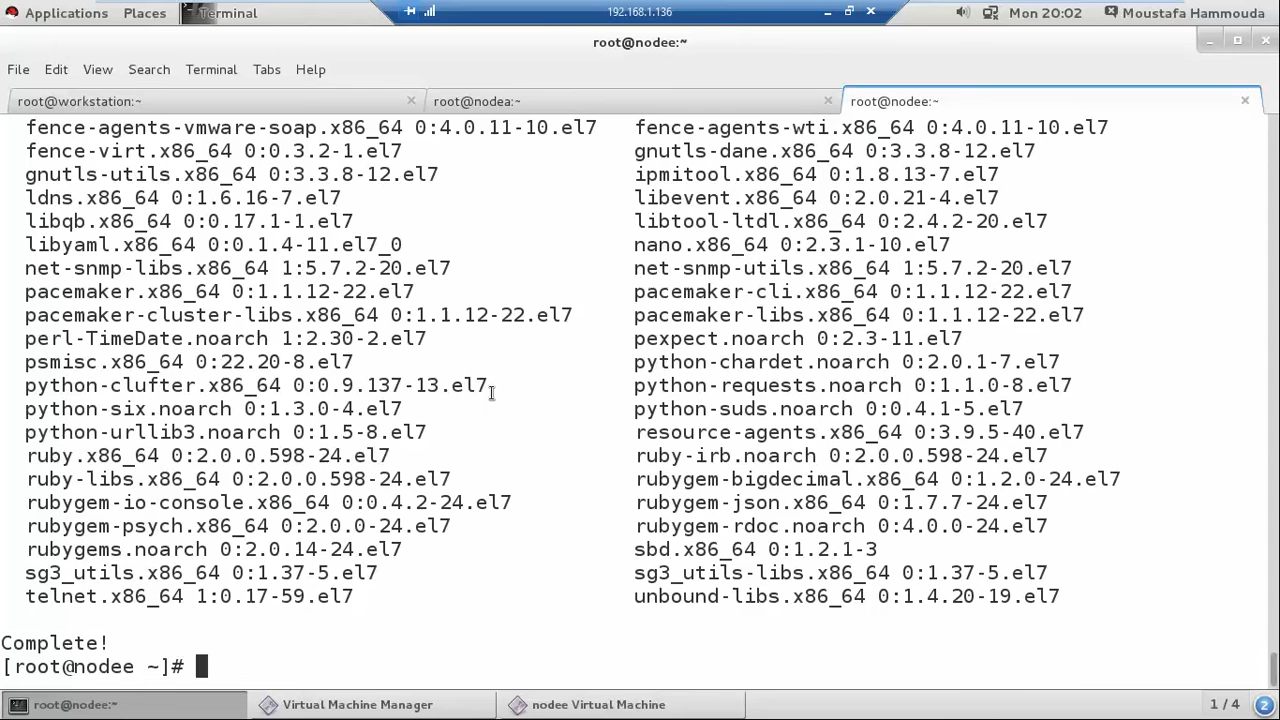 Applications Places Terminal 192.168.1.136 Mon 20:02 Moustafa Hammouda
root@nodee:~
File Edit View Search Terminal Tabs Help
root@workstation:~ root@nodea:~ root@nodee:~
fence-agents-vmware-soap.x86_64 0:4.0.11-10.el7 fence-agents-wti.x86_64 0:4.0.11-10.el7
fence-virt.x86_64 0:0.3.2-1.el7 gnutls-dane.x86_64 0:3.3.8-12.el7
gnutls-utils.x86_64 0:3.3.8-12.el7 ipmitool.x86_64 0:1.8.13-7.el7
ldns.x86_64 0:1.6.16-7.el7 libevent.x86_64 0:2.0.21-4.el7
libqb.x86_64 0:0.17.1-1.el7 libtool-ltdl.x86_64 0:2.4.2-20.el7
libyaml.x86_64 0:0.1.4-11.el7_0 nano.x86_64 0:2.3.1-10.el7
net-snmp-libs.x86_64 1:5.7.2-20.el7 net-snmp-utils.x86_64 1:5.7.2-20.el7
pacemaker.x86_64 0:1.1.12-22.el7 pacemaker-cli.x86_64 0:1.1.12-22.el7
pacemaker-cluster-libs.x86_64 0:1.1.12-22.el7 pacemaker-libs.x86_64 0:1.1.12-22.el7
perl-TimeDate.noarch 1:2.30-2.el7 pexpect.noarch 0:2.3-11.el7
psmisc.x86_64 0:22.20-8.el7 python-chardet.noarch 0:2.0.1-7.el7
python-clufter.x86_64 0:0.9.137-13.el7 python-requests.noarch 0:1.1.0-8.el7
python-six.noarch 0:1.3.0-4.el7 python-suds.noarch 0:0.4.1-5.el7
python-urllib3.noarch 0:1.5-8.el7 resource-agents.x86_64 0:3.9.5-40.el7
ruby.x86_64 0:2.0.0.598-24.el7 ruby-irb.noarch 0:2.0.0.598-24.el7
ruby-libs.x86_64 0:2.0.0.598-24.el7 rubygem-bigdecimal.x86_64 0:1.2.0-24.el7
rubygem-io-console.x86_64 0:0.4.2-24.el7 rubygem-json.x86_64 0:1.7.7-24.el7
rubygem-psych.x86_64 0:2.0.0-24.el7 rubygem-rdoc.noarch 0:4.0.0-24.el7
rubygems.noarch 0:2.0.14-24.el7 sbd.x86_64 0:1.2.1-3
sg3_utils.x86_64 0:1.37-5.el7 sg3_utils-libs.x86_64 0:1.37-5.el7
telnet.x86_64 1:0.17-59.el7 unbound-libs.x86_64 0:1.4.20-19.el7
Complete!
[root@nodee ~]#
root@nodee:~ Virtual Machine Manager nodee Virtual Machine 1 / 4 2